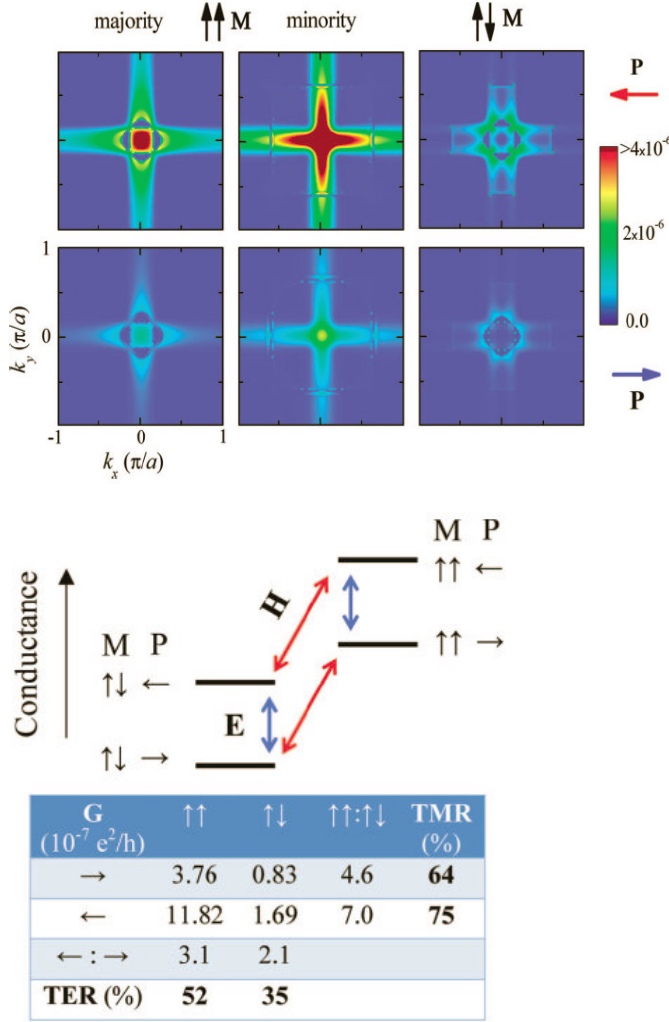 majority ↑↑ M minority ↑↓ M
P
←
>4x10⁻⁶
2x10⁻⁶
0.0
→
P
1
0
-1
k_y (π/a)
-1 0 1
k_x (π/a)
Conductance
M P
↑↑ ←
H
↑↑ →
M P
↑↓ ←
E
↑↓ →
G (10⁻⁷ e²/h) ↑↑ ↑↓ ↑↑:↑↓ TMR (%)
→ 3.76 0.83 4.6 64
← 11.82 1.69 7.0 75
← : → 3.1 2.1
TER (%) 52 35